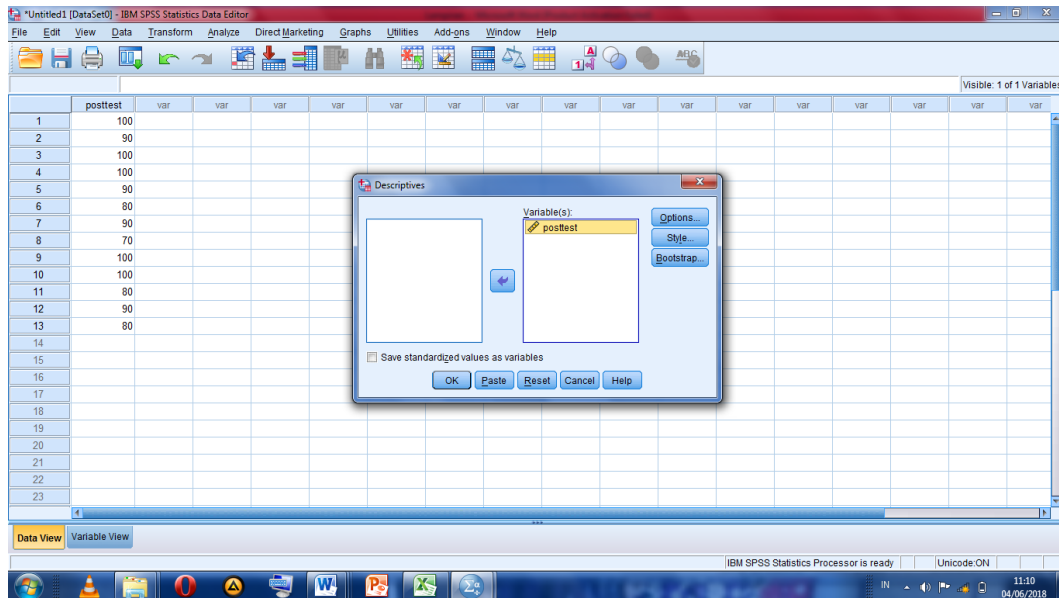 *Untitled1 [DataSet0] - IBM SPSS Statistics Data Editor
File Edit View Data Transform Analyze Direct Marketing Graphs Utilities Add-ons Window Help
Visible: 1 of 1 Variables
posttest var var var var var var var var var var var var var var var
1 100
2 90
3 100
4 100
5 90
6 80
7 90
8 70
9 100
10 100
11 80
12 90
13 80
14
15
16
17
18
19
20
21
22
23
Descriptives
Variable(s):
posttest
Options...
Style...
Bootstrap...
Save standardized values as variables
OK Paste Reset Cancel Help
Data View Variable View
IBM SPSS Statistics Processor is ready Unicode:ON
IN 11:10
04/06/2018